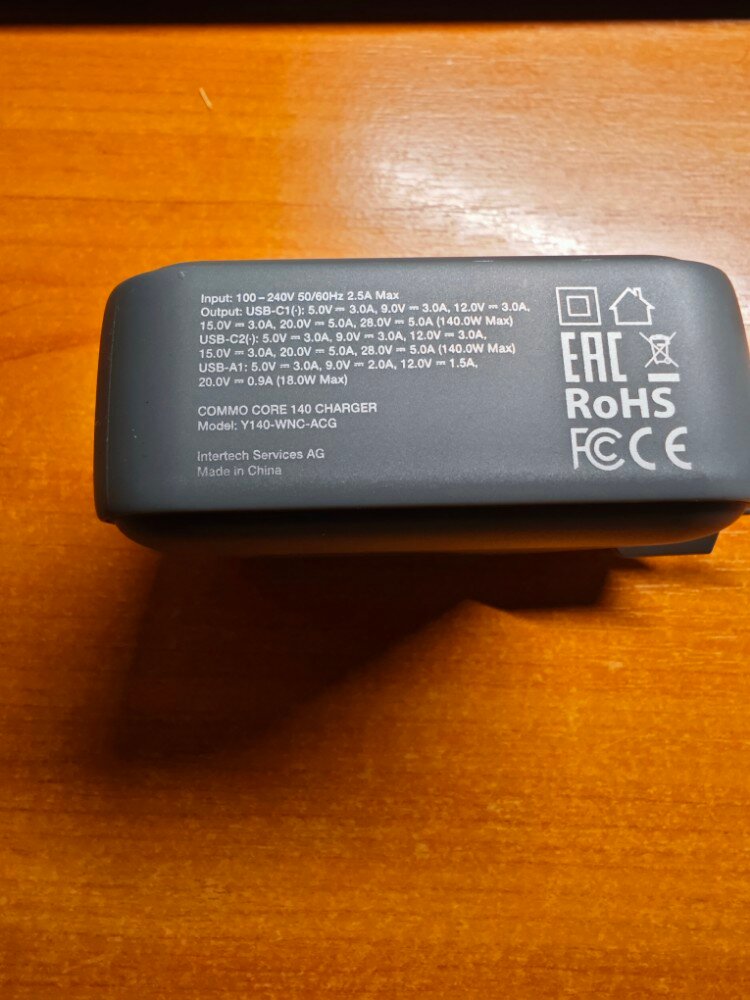 Input: 100 – 240V 50/60Hz 2.5A Max
Output: USB-C1(·): 5.0V ⎓ 3.0A, 9.0V ⎓ 3.0A, 12.0V ⎓ 3.0A,
15.0V ⎓ 3.0A, 20.0V ⎓ 5.0A, 28.0V ⎓ 5.0A (140.0W Max)
USB-C2(·): 5.0V ⎓ 3.0A, 9.0V ⎓ 3.0A, 12.0V ⎓ 3.0A,
15.0V ⎓ 3.0A, 20.0V ⎓ 5.0A, 28.0V ⎓ 5.0A (140.0W Max)
USB-A1: 5.0V ⎓ 3.0A, 9.0V ⎓ 2.0A, 12.0V ⎓ 1.5A,
20.0V ⎓ 0.9A (18.0W Max)
COMMO CORE 140 CHARGER
Model: Y140-WNC-ACG
Intertech Services AG
Made in China
EAC
RoHS
FC CE